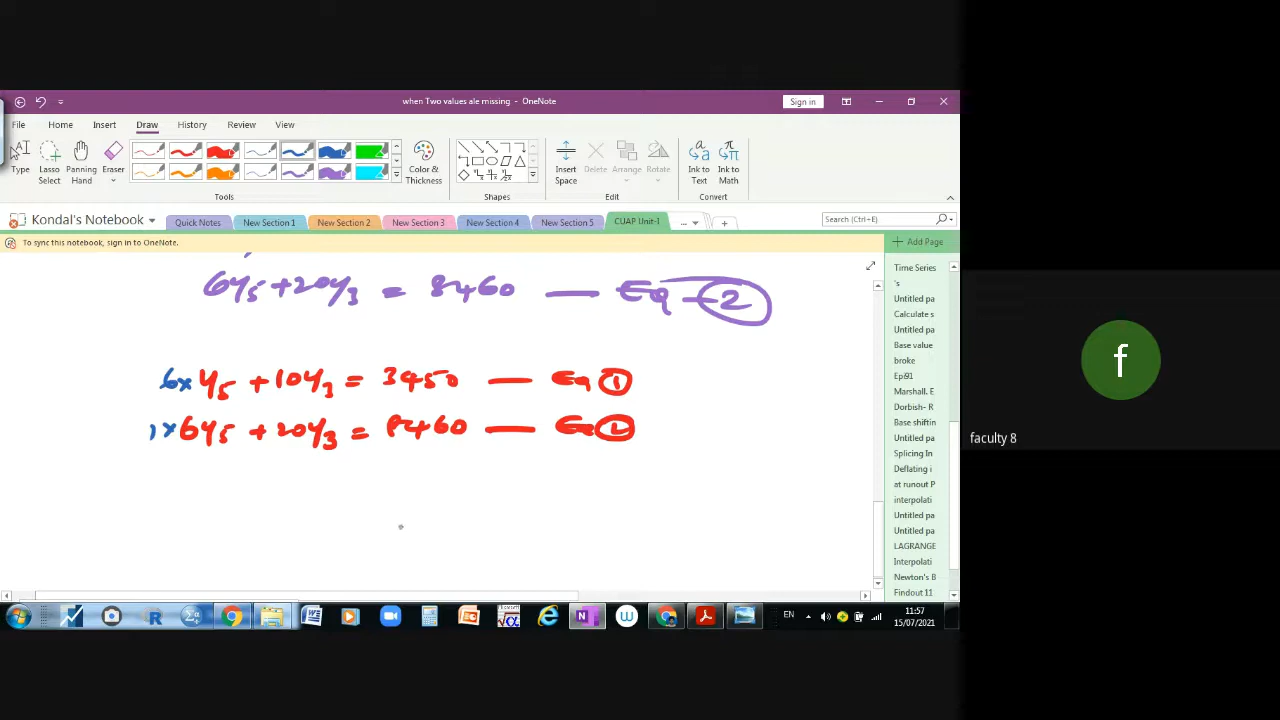 when Two values ale missing - OneNote
Sign in
File Home Insert Draw History Review View
Type Lasso Select Panning Hand Eraser Color & Thickness Insert Space Delete Arrange Rotate Ink to Text Ink to Math
Tools Shapes Edit Convert
Kondal's Notebook Quick Notes New Section 1 New Section 2 New Section 3 New Section 4 New Section 5 CUAP Unit-I ... + Search (Ctrl+E)
To sync this notebook, sign in to OneNote.
+ Add Page
Time Series
's
Untitled pa
Calculate s
Untitled pa
Base value
broke
Epi91
Marshall. E
Dorbish- R
Base shiftin
Untitled pa
Splicing In
Deflating i
at runout P
interpolati
Untitled pa
Untitled pa
LAGRANGE
Interpolati
Newton's B
Findout 11
6y5 + 20y3 = 8460 — Eq - 2
6x y5 + 10y3 = 3450 — Eq 1
1x 6y5 + 20y3 = 8460 — Eq 2
f
faculty 8
EN
11:57
15/07/2021